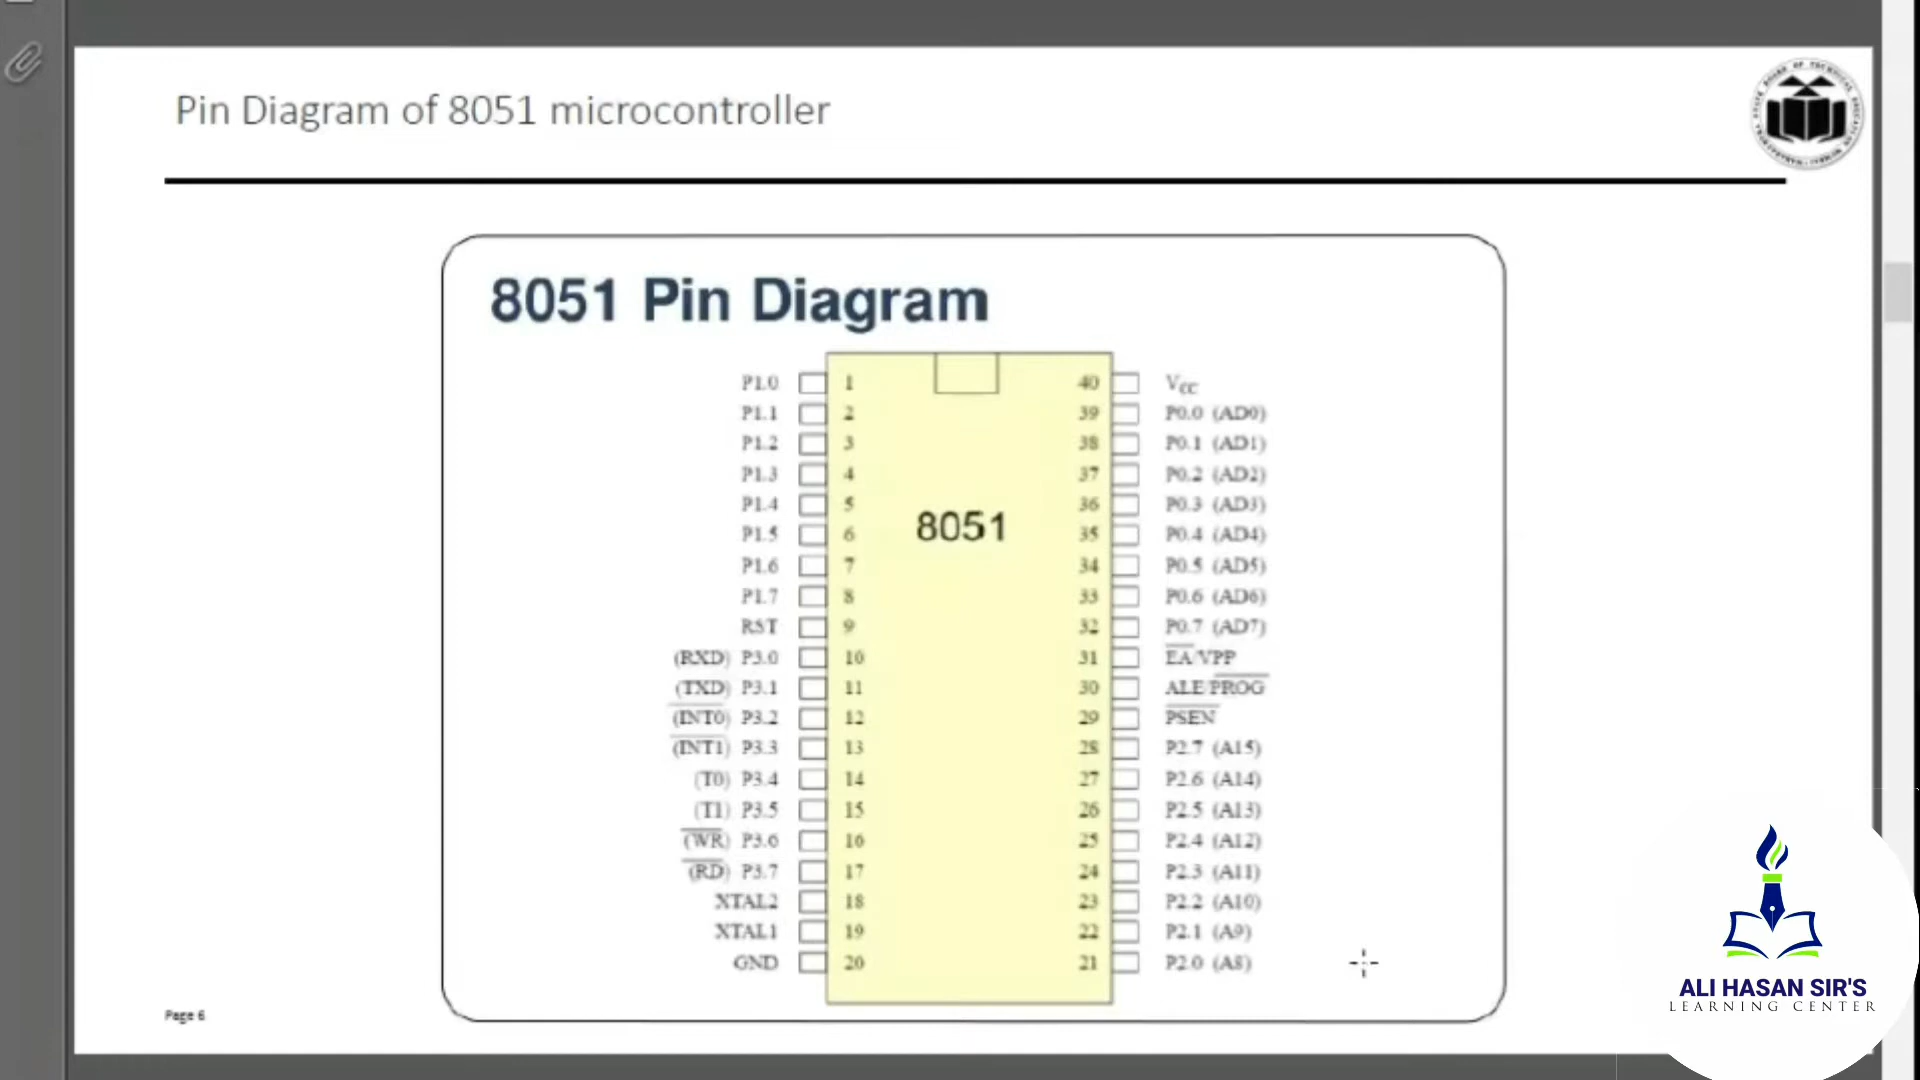 Pin Diagram of 8051 microcontroller
8051 Pin Diagram
P1.0 1 40 Vcc
P1.1 2 39 P0.0 (AD0)
P1.2 3 38 P0.1 (AD1)
P1.3 4 37 P0.2 (AD2)
P1.4 5 36 P0.3 (AD3)
8051
P1.5 6 35 P0.4 (AD4)
P1.6 7 34 P0.5 (AD5)
P1.7 8 33 P0.6 (AD6)
RST 9 32 P0.7 (AD7)
(RXD) P3.0 10 31 EA/VPP
(TXD) P3.1 11 30 ALE/PROG
(INT0) P3.2 12 29 PSEN
(INT1) P3.3 13 28 P2.7 (A15)
(T0) P3.4 14 27 P2.6 (A14)
(T1) P3.5 15 26 P2.5 (A13)
(WR) P3.6 16 25 P2.4 (A12)
(RD) P3.7 17 24 P2.3 (A11)
XTAL2 18 23 P2.2 (A10)
XTAL1 19 22 P2.1 (A9)
GND 20 21 P2.0 (A8)
Page 6
ALI HASAN SIR'S
LEARNING CENTER